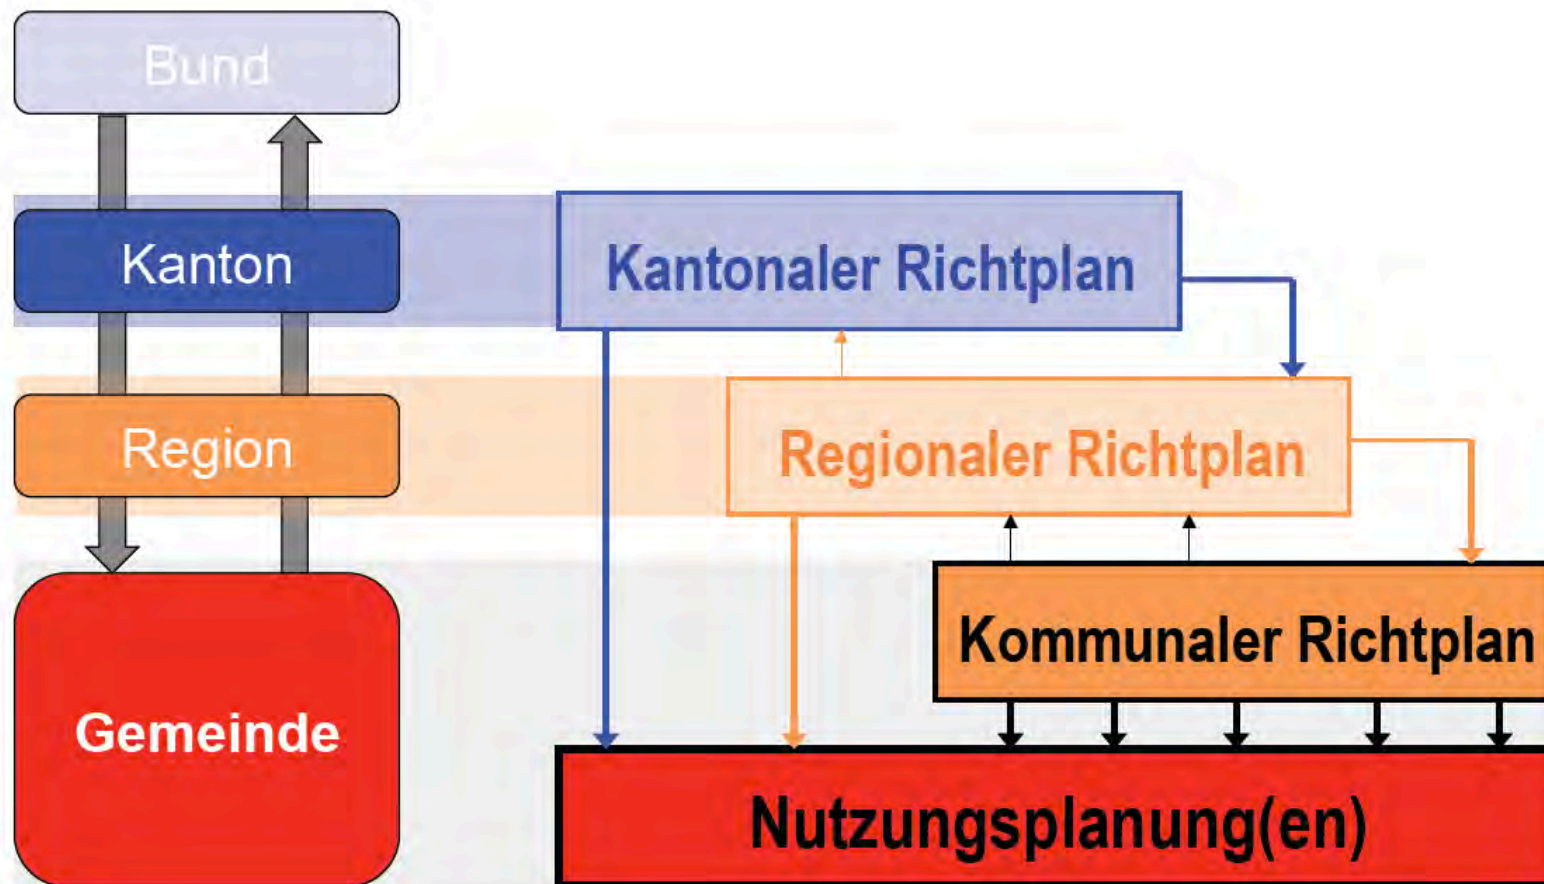 Bund
Kanton
Kantonaler Richtplan
Region
Regionaler Richtplan
Kommunaler Richtplan
Gemeinde
Nutzungsplanung(en)